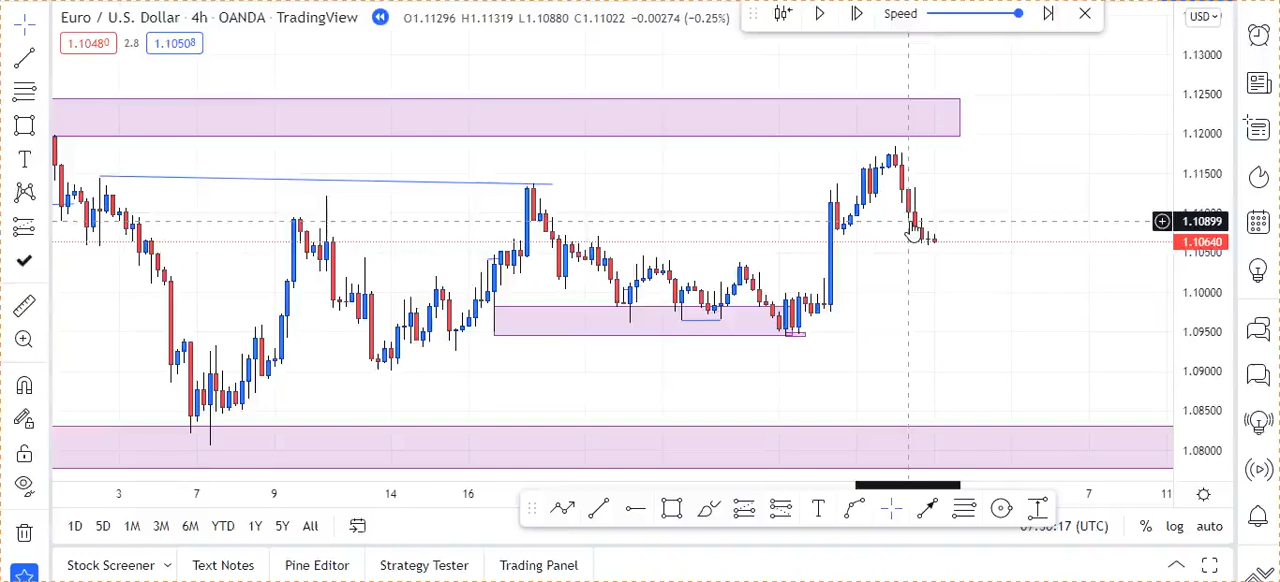 Euro / U.S. Dollar · 4h · OANDA · TradingView
O1.11296 H1.11319 L1.10880 C1.11022 −0.00274 (−0.25%)
Speed
USD
1.10480 2.8 1.10508
1.13000
1.12500
1.12000
1.11500
1.10899
1.10640
1.10000
1.09500
1.09000
1.08500
1.08000
3 7 9 14 16 7 11
1D 5D 1M 3M 6M YTD 1Y 5Y All
(UTC) % log auto
Stock Screener Text Notes Pine Editor Strategy Tester Trading Panel